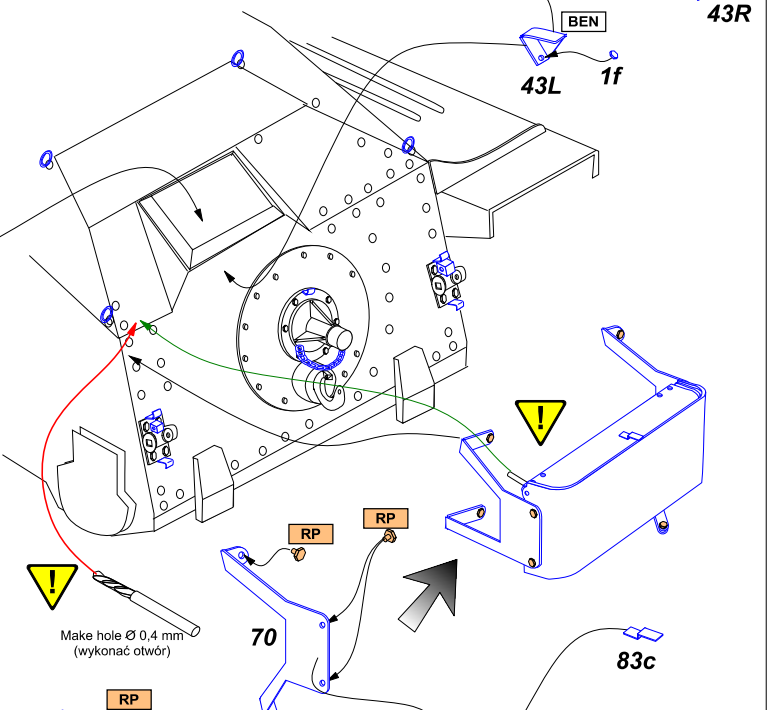 43R
BEN
43L
1f
!
RP
RP
!
Make hole Ø 0,4 mm
(wykonać otwór)
70
83c
RP